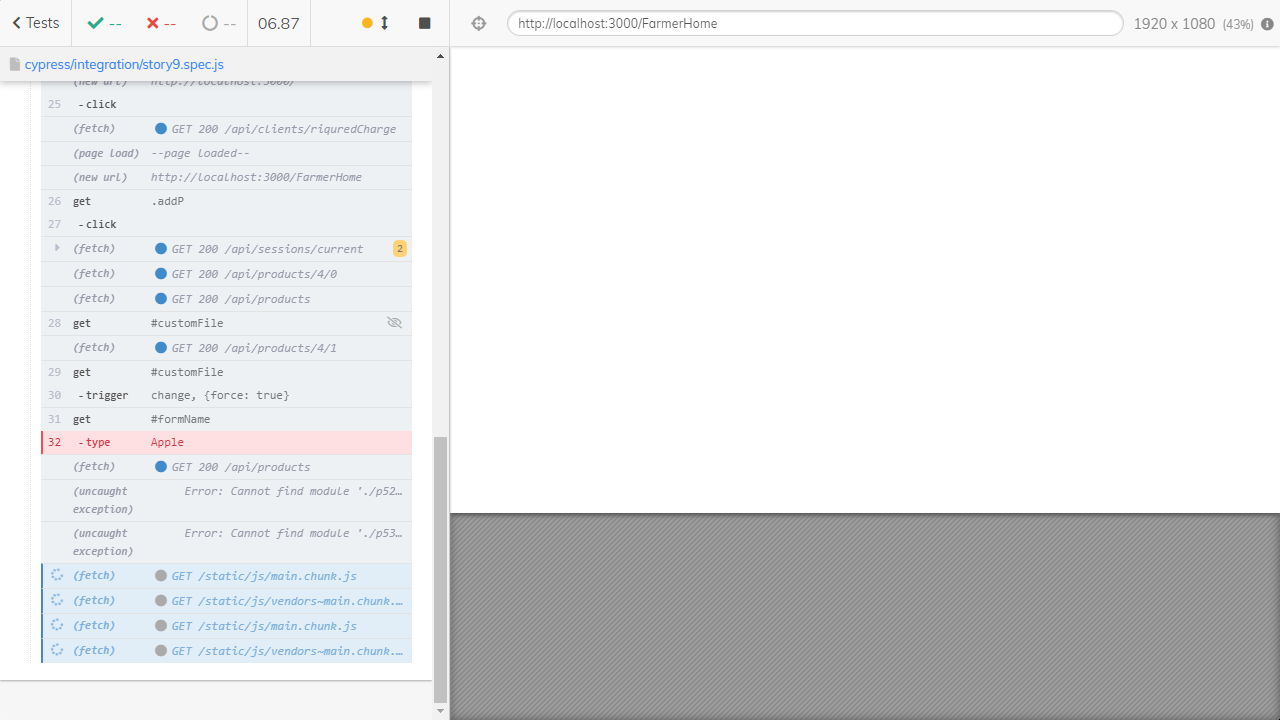 Tests -- -- -- 06.87 http://localhost:3000/FarmerHome 1920 x 1080 (43%)
cypress/integration/story9.spec.js
(new url) http://localhost:3000/
25 -click
(fetch) GET 200 /api/clients/riquredCharge
(page load) --page loaded--
(new url) http://localhost:3000/FarmerHome
26 get .addP
27 -click
(fetch) GET 200 /api/sessions/current 2
(fetch) GET 200 /api/products/4/0
(fetch) GET 200 /api/products
28 get #customFile
(fetch) GET 200 /api/products/4/1
29 get #customFile
30 -trigger change, {force: true}
31 get #formName
32 -type Apple
(fetch) GET 200 /api/products
(uncaught exception) Error: Cannot find module './p52…
(uncaught exception) Error: Cannot find module './p53…
(fetch) GET /static/js/main.chunk.js
(fetch) GET /static/js/vendors~main.chunk.…
(fetch) GET /static/js/main.chunk.js
(fetch) GET /static/js/vendors~main.chunk.…